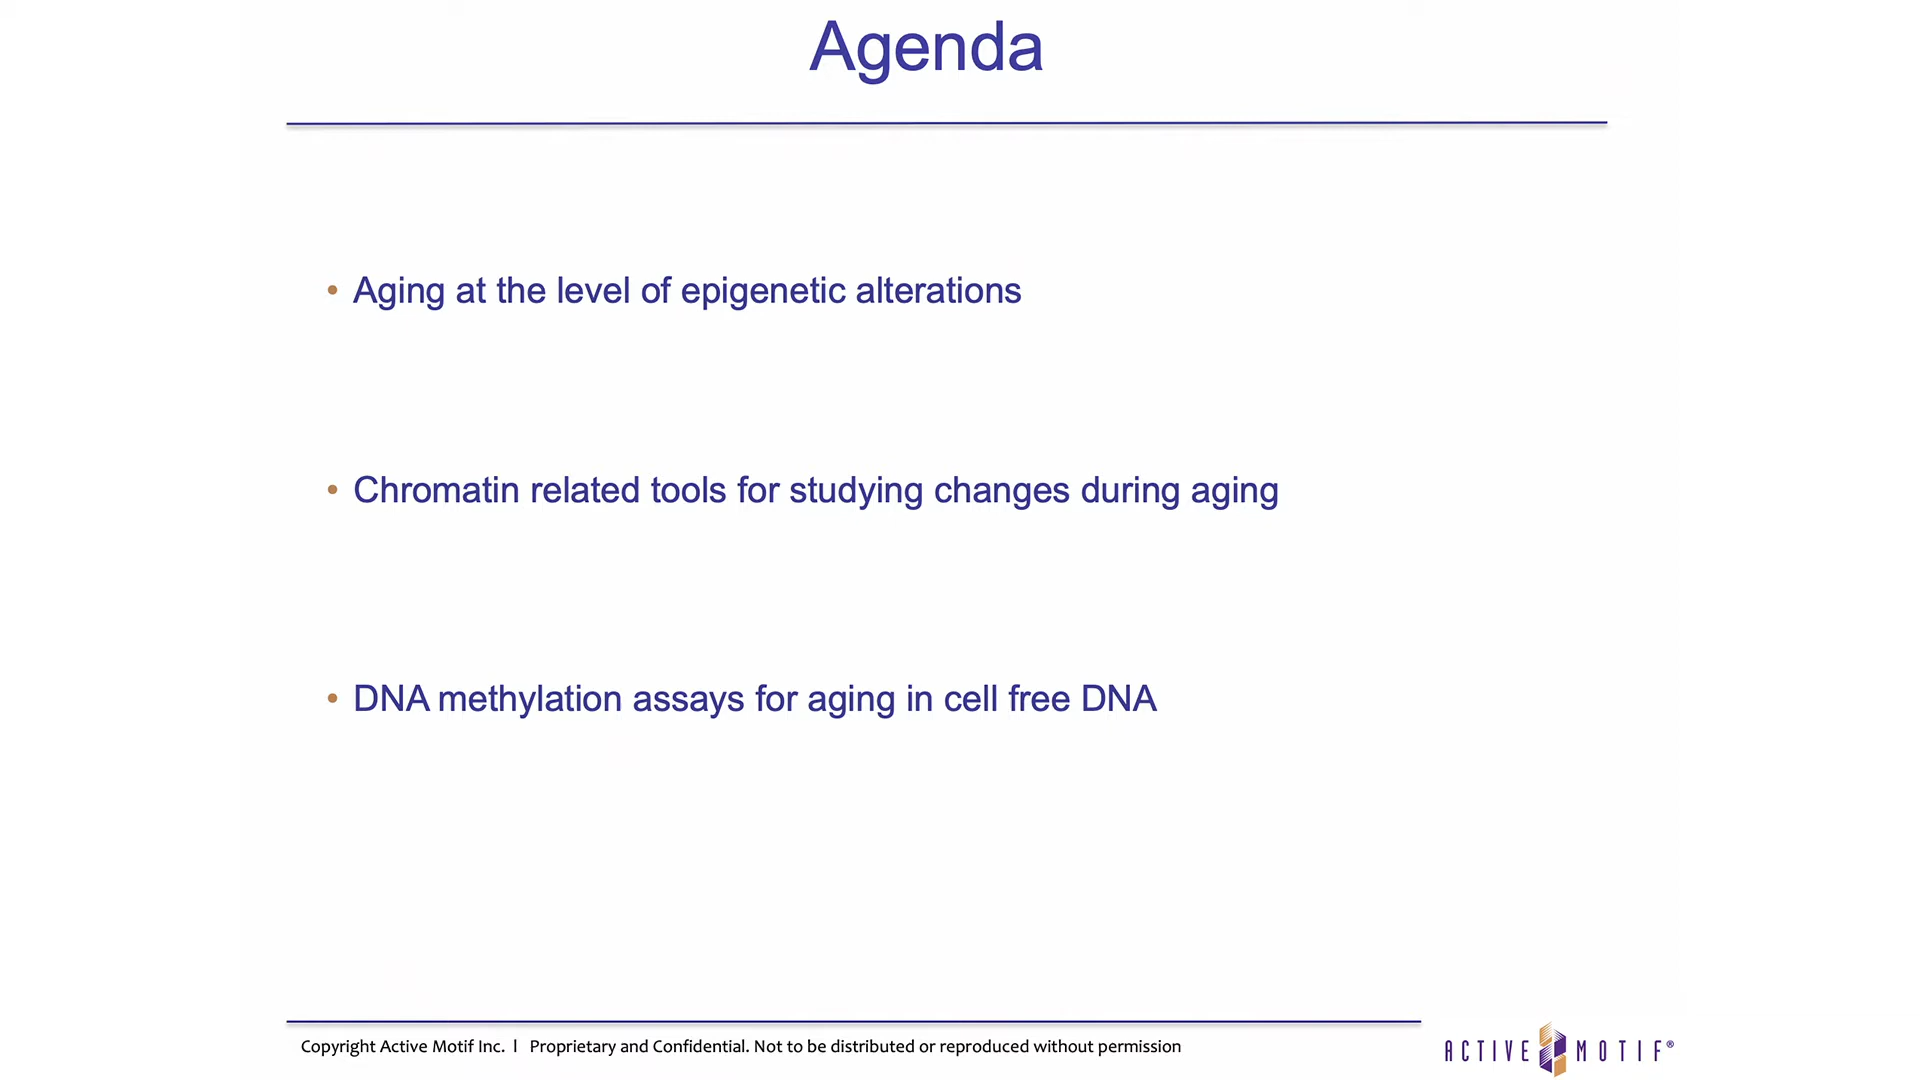 Agenda
• Aging at the level of epigenetic alterations
• Chromatin related tools for studying changes during aging
• DNA methylation assays for aging in cell free DNA
Copyright Active Motif Inc. I Proprietary and Confidential. Not to be distributed or reproduced without permission
ACTIVE MOTIF®